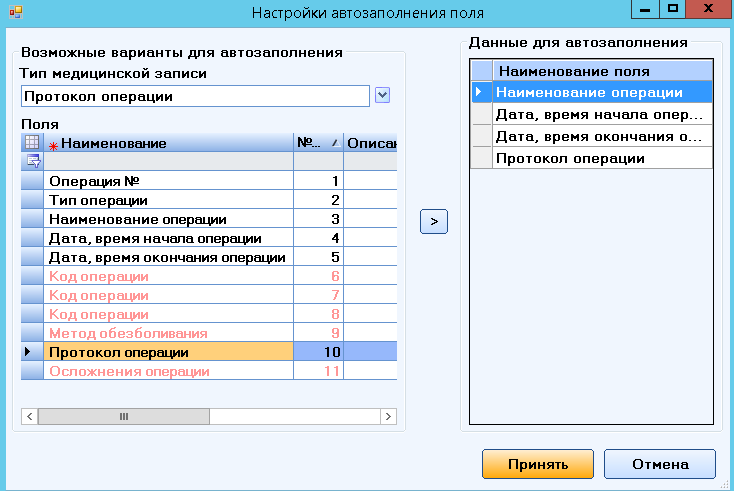 Настройки автозаполнения поля
Возможные варианты для автозаполнения
Тип медицинской записи
Протокол операции
Поля
Наименование №... Описан
Операция № 1
Тип операции 2
Наименование операции 3
Дата, время начала операции 4
Дата, время окончания операции 5
Код операции 6
Код операции 7
Код операции 8
Метод обезболивания 9
Протокол операции 10
Осложнения операции 11
>
Данные для автозаполнения
Наименование поля
Наименование операции
Дата, время начала опер...
Дата, время окончания о...
Протокол операции
Принять Отмена